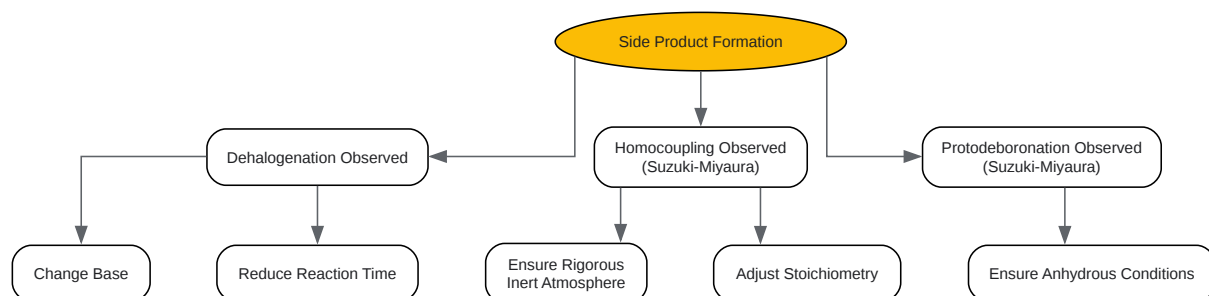 Side Product Formation
Dehalogenation Observed
Homocoupling Observed
(Suzuki-Miyaura)
Protodeboronation Observed
(Suzuki-Miyaura)
Change Base
Reduce Reaction Time
Ensure Rigorous
Inert Atmosphere
Adjust Stoichiometry
Ensure Anhydrous Conditions